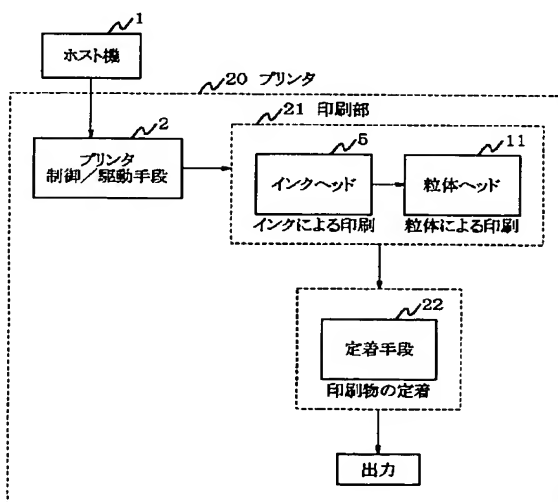 1
ホスト機
20 プリンタ
2
プリンタ
制御／駆動手段
21 印刷部
5
インクヘッド
インクによる印刷
11
粒体ヘッド
粒体による印刷
22
定着手段
印刷物の定着
出力